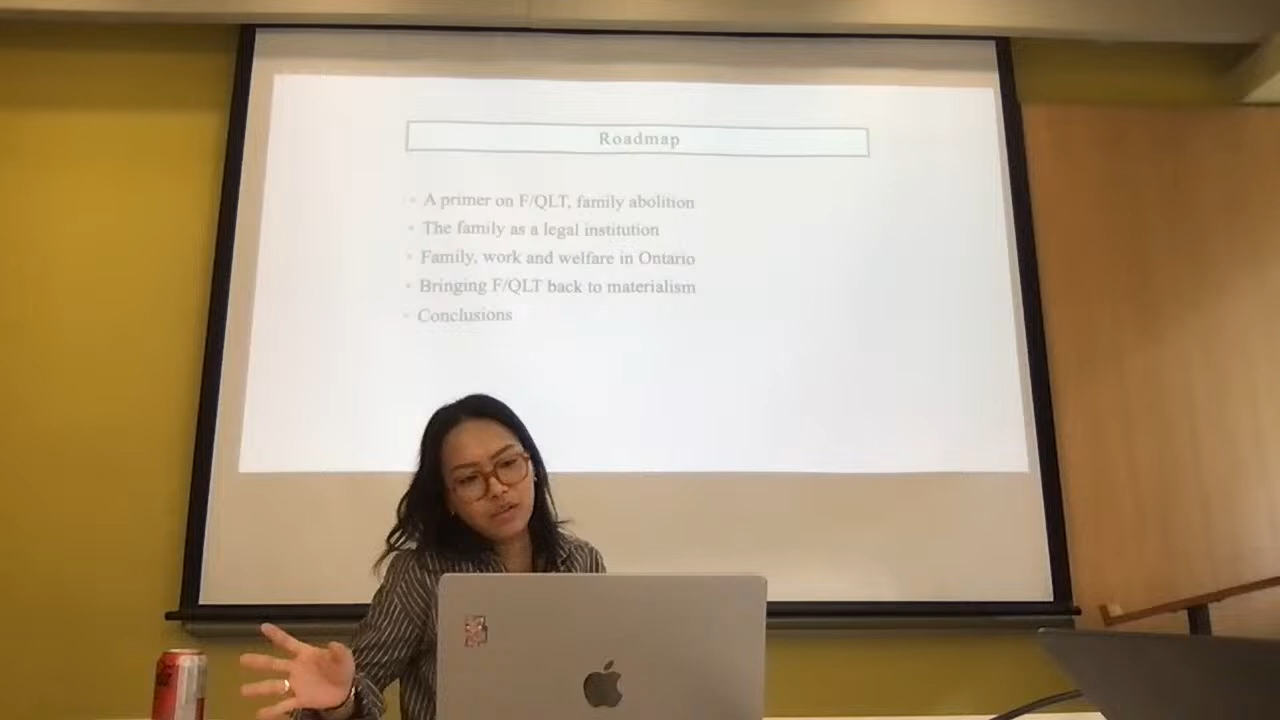 Roadmap
A primer on F/QLT, family abolition
The family as a legal institution
Family, work and welfare in Ontario
Bringing F/QLT back to materialism
Conclusions